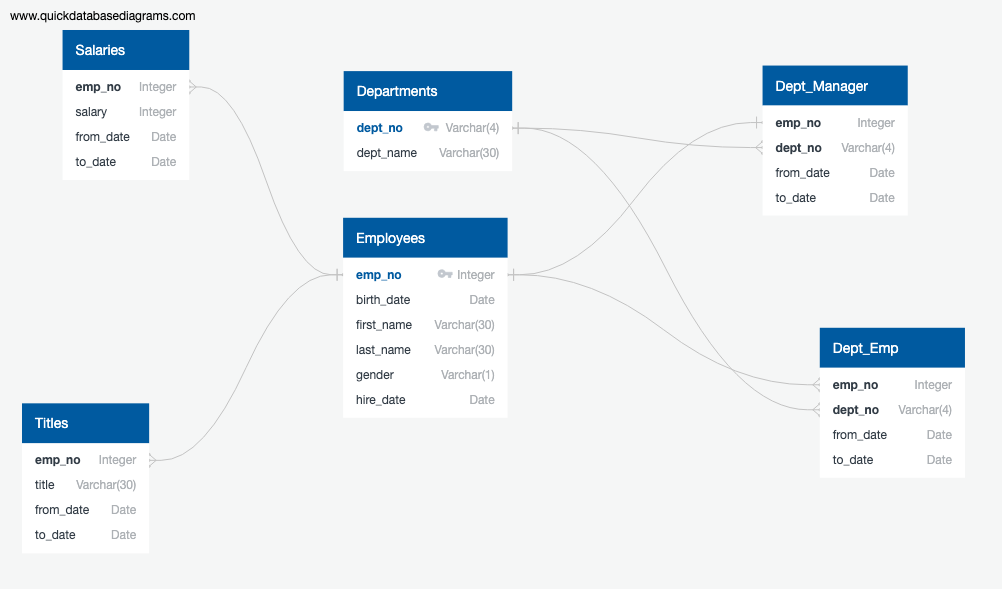 www.quickdatabasediagrams.com
Salaries
emp_no Integer
salary Integer
from_date Date
to_date Date
Departments
dept_no Varchar(4)
dept_name Varchar(30)
Dept_Manager
emp_no Integer
dept_no Varchar(4)
from_date Date
to_date Date
Employees
emp_no Integer
birth_date Date
first_name Varchar(30)
last_name Varchar(30)
gender Varchar(1)
hire_date Date
Dept_Emp
emp_no Integer
dept_no Varchar(4)
from_date Date
to_date Date
Titles
emp_no Integer
title Varchar(30)
from_date Date
to_date Date